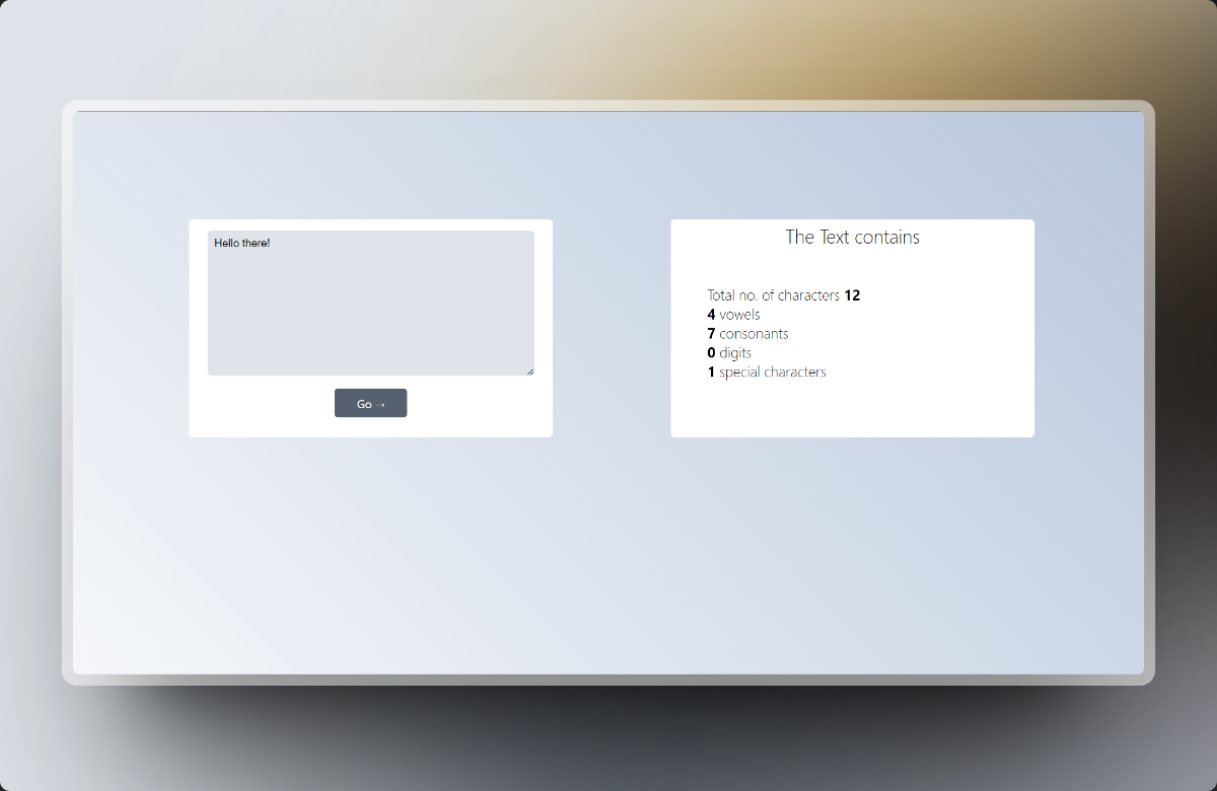 Hello there!
Go →
The Text contains
Total no. of characters 12
4 vowels
7 consonants
0 digits
1 special characters